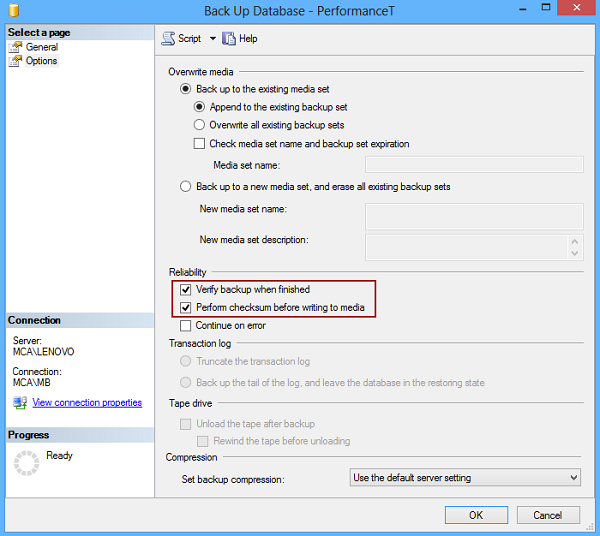 Back Up Database - PerformanceT
Select a page
General
Options
Script
Help
Overwrite media
Back up to the existing media set
Append to the existing backup set
Overwrite all existing backup sets
Check media set name and backup set expiration
Media set name:
Back up to a new media set, and erase all existing backup sets
New media set name:
New media set description:
Reliability
Verify backup when finished
Perform checksum before writing to media
Continue on error
Transaction log
Truncate the transaction log
Back up the tail of the log, and leave the database in the restoring state
Tape drive
Unload the tape after backup
Rewind the tape before unloading
Compression
Set backup compression:
Use the default server setting
Connection
Server:
MCA\LENOVO
Connection:
MCA\MB
View connection properties
Progress
Ready
OK
Cancel